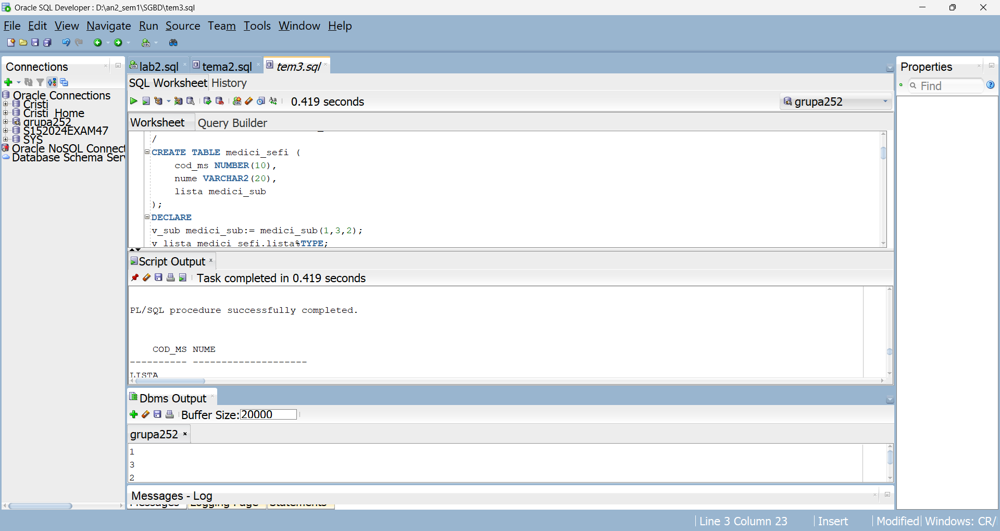 Oracle SQL Developer : D:\an2_sem1\SGBD\tem3.sql
File Edit View Navigate Run Source Team Tools Window Help
Connections
Oracle Connections
Cristi
Cristi_Home
grupa252
S152024EXAM47
SYS
Oracle NoSQL Connect
Database Schema Ser
lab2.sql
tema2.sql
tem3.sql
SQL Worksheet History
0.419 seconds
grupa252
Worksheet Query Builder
/
CREATE TABLE medici_sefi (
cod_ms NUMBER(10),
nume VARCHAR2(20),
lista medici_sub
);
DECLARE
v_sub medici_sub:= medici_sub(1,3,2);
v_lista medici_sefi.lista%TYPE;
Script Output
Task completed in 0.419 seconds
PL/SQL procedure successfully completed.
COD_MS NUME
---------- --------------------
LISTA
Dbms Output
Buffer Size: 20000
grupa252
1
3
2
Messages - Log
Messages Logging Page Statements
Properties
Find
Line 3 Column 23 Insert Modified Windows: CR/